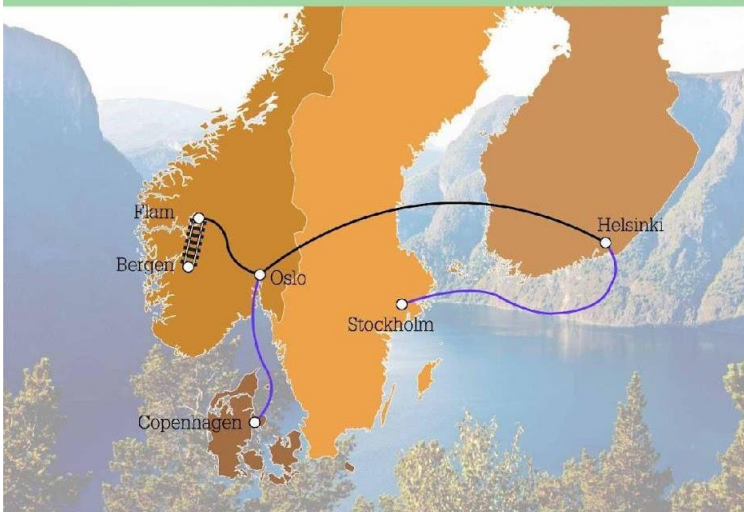 Flam
Helsinki
Bergen
Oslo
Stockholm
Copenhagen